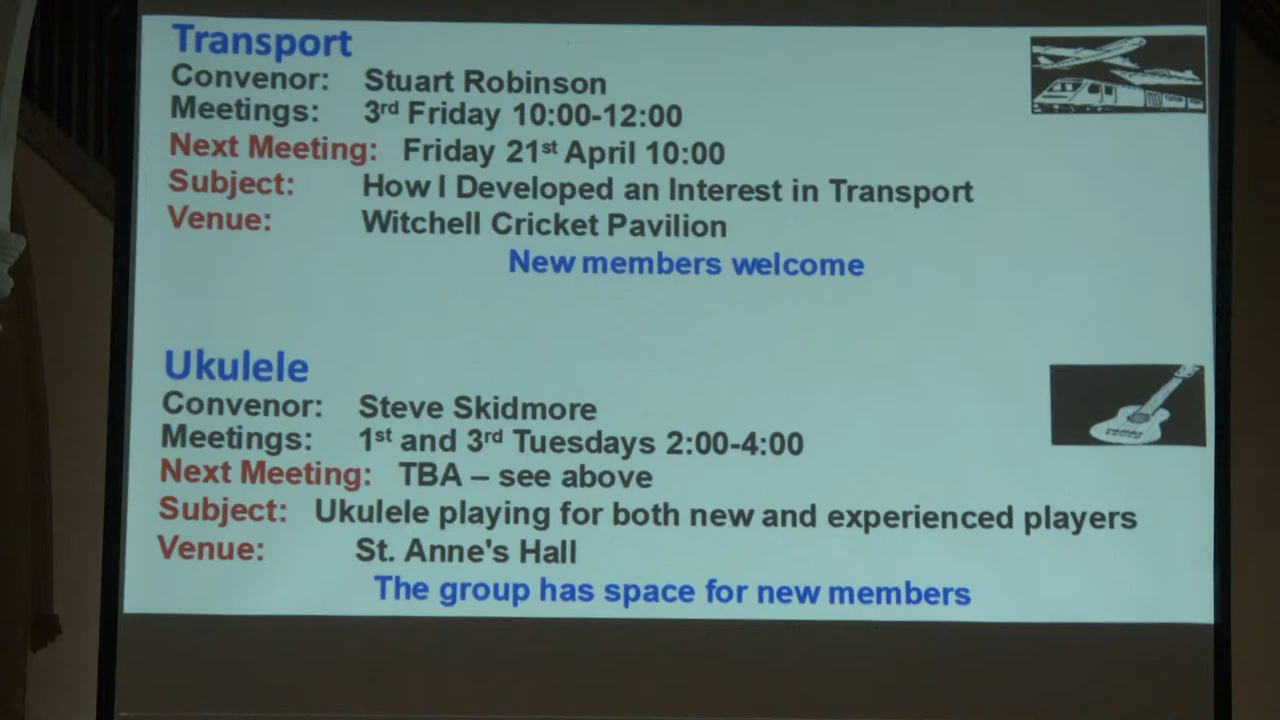 Transport
Convenor: Stuart Robinson
Meetings: 3rd Friday 10:00-12:00
Next Meeting: Friday 21st April 10:00
Subject: How I Developed an Interest in Transport
Venue: Witchell Cricket Pavilion
New members welcome
Ukulele
Convenor: Steve Skidmore
Meetings: 1st and 3rd Tuesdays 2:00-4:00
Next Meeting: TBA – see above
Subject: Ukulele playing for both new and experienced players
Venue: St. Anne's Hall
The group has space for new members